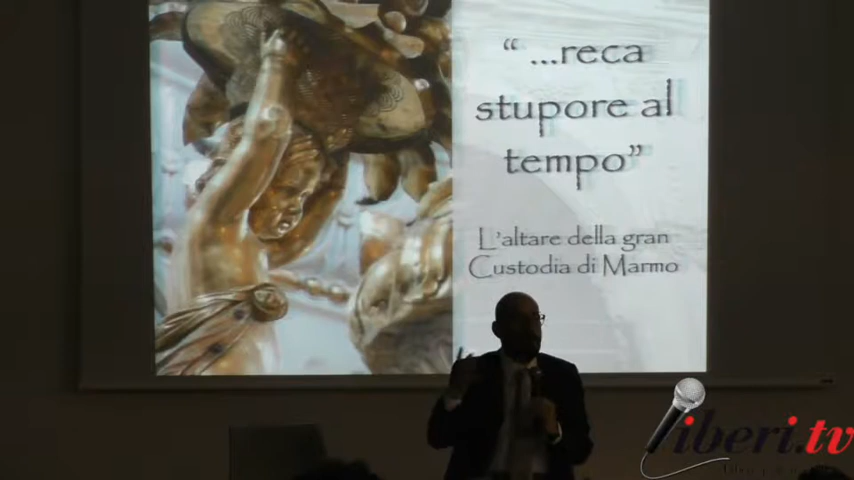 “ ...reca
stupore al
tempo”
L’altare della gran
Custodia di Marmo
liberi.tv